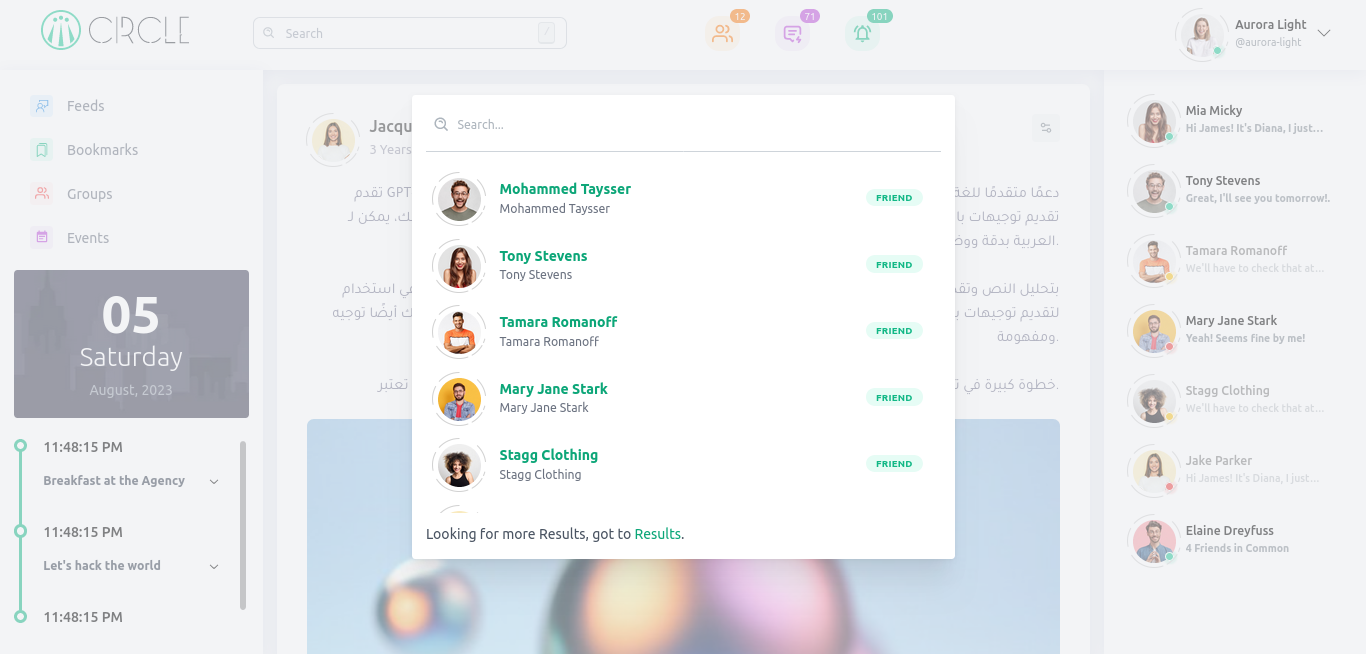 CIRCLE
Search
/
12
71
101
Aurora Light
@aurora-light
Feeds
Bookmarks
Groups
Events
05
Saturday
August, 2023
11:48:15 PM
Breakfast at the Agency
11:48:15 PM
Let's hack the world
11:48:15 PM
Jacqu
3 Years
دعمًا متقدمًا للغة
GPT تقدم
تقديم توجيهات با
ك، يمكن لـ
العربية بدقة ووض
بتحليل النص وتقد
في استخدام
لتقديم توجيهات ب
ك أيضًا توجيه
ومفهومة.
خطوة كبيرة في ت
تعتبر
Search...
Mohammed Taysser
Mohammed Taysser
FRIEND
Tony Stevens
Tony Stevens
FRIEND
Tamara Romanoff
Tamara Romanoff
FRIEND
Mary Jane Stark
Mary Jane Stark
FRIEND
Stagg Clothing
Stagg Clothing
FRIEND
Looking for more Results, got to Results.
Mia Micky
Hi James! It's Diana, I just...
Tony Stevens
Great, I'll see you tomorrow!.
Tamara Romanoff
We'll have to check that at...
Mary Jane Stark
Yeah! Seems fine by me!
Stagg Clothing
We'll have to check that at...
Jake Parker
Hi James! It's Diana, I just...
Elaine Dreyfuss
4 Friends in Common